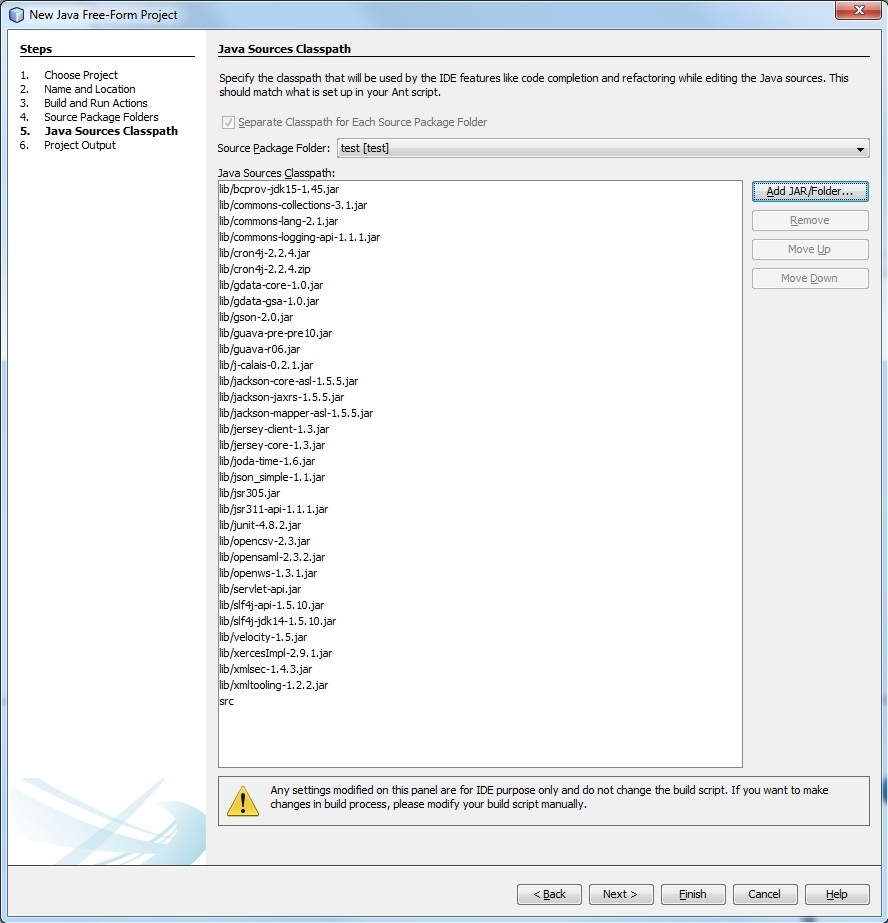 New Java Free-Form Project
Steps
1. Choose Project
2. Name and Location
3. Build and Run Actions
4. Source Package Folders
5. Java Sources Classpath
6. Project Output
Java Sources Classpath
Specify the classpath that will be used by the IDE features like code completion and refactoring while editing the Java sources. This
should match what is set up in your Ant script.
Separate Classpath for Each Source Package Folder
Source Package Folder: test [test]
Java Sources Classpath:
lib/bcprov-jdk15-1.45.jar
lib/commons-collections-3.1.jar
lib/commons-lang-2.1.jar
lib/commons-logging-api-1.1.1.jar
lib/cron4j-2.2.4.jar
lib/cron4j-2.2.4.zip
lib/gdata-core-1.0.jar
lib/gdata-gsa-1.0.jar
lib/gson-2.0.jar
lib/guava-pre-pre10.jar
lib/guava-r06.jar
lib/j-calais-0.2.1.jar
lib/jackson-core-asl-1.5.5.jar
lib/jackson-jaxrs-1.5.5.jar
lib/jackson-mapper-asl-1.5.5.jar
lib/jersey-client-1.3.jar
lib/jersey-core-1.3.jar
lib/joda-time-1.6.jar
lib/json_simple-1.1.jar
lib/jsr305.jar
lib/jsr311-api-1.1.1.jar
lib/junit-4.8.2.jar
lib/opencsv-2.3.jar
lib/opensaml-2.3.2.jar
lib/openws-1.3.1.jar
lib/servlet-api.jar
lib/slf4j-api-1.5.10.jar
lib/slf4j-jdk14-1.5.10.jar
lib/velocity-1.5.jar
lib/xercesImpl-2.9.1.jar
lib/xmlsec-1.4.3.jar
lib/xmltooling-1.2.2.jar
src
Add JAR/Folder...
Remove
Move Up
Move Down
Any settings modified on this panel are for IDE purpose only and do not change the build script. If you want to make
changes in build process, please modify your build script manually.
< Back Next > Finish Cancel Help